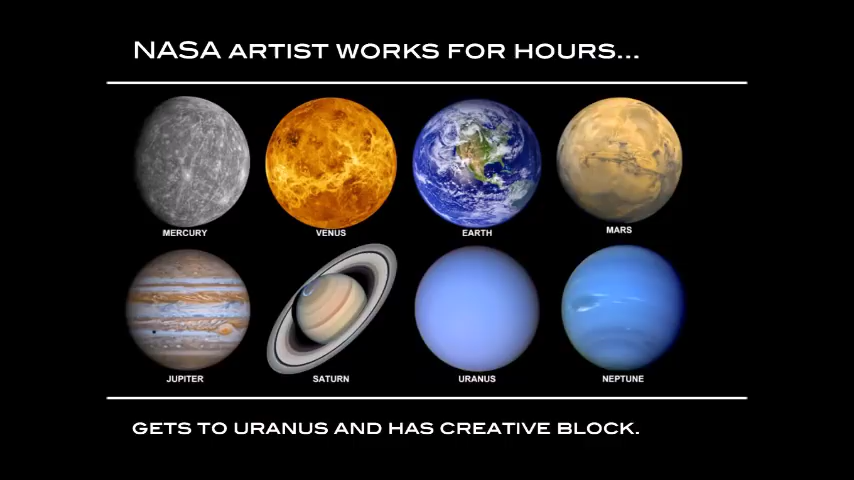 NASA ARTIST WORKS FOR HOURS...
MERCURY
VENUS
EARTH
MARS
JUPITER
SATURN
URANUS
NEPTUNE
GETS TO URANUS AND HAS CREATIVE BLOCK.